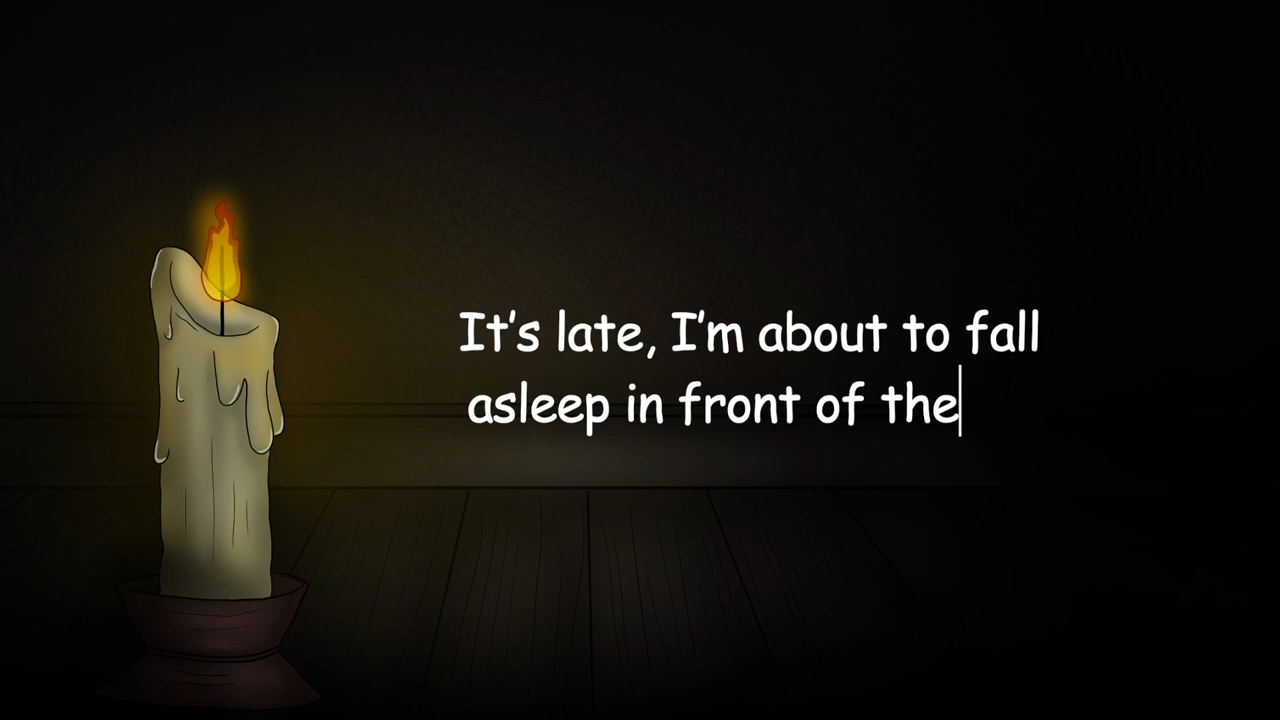 It's late, I'm about to fall
asleep in front of the